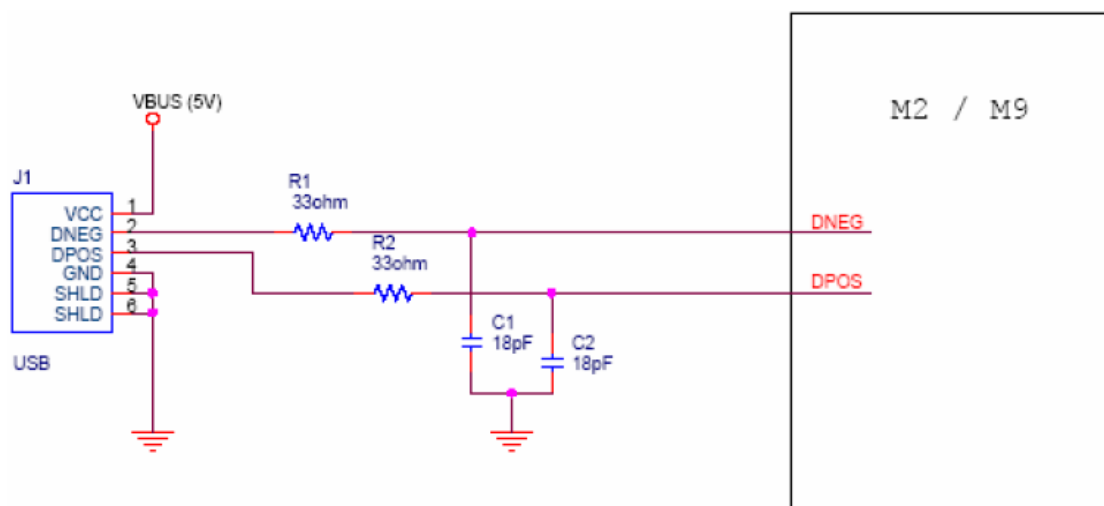 M2 / M9
VBUS (5V)
J1
R1
33ohm
VCC 1
DNEG 2
DPOS 3
GND 4
SHLD 5
SHLD 6
R2
33ohm
DNEG
DPOS
C1
18pF
C2
18pF
USB